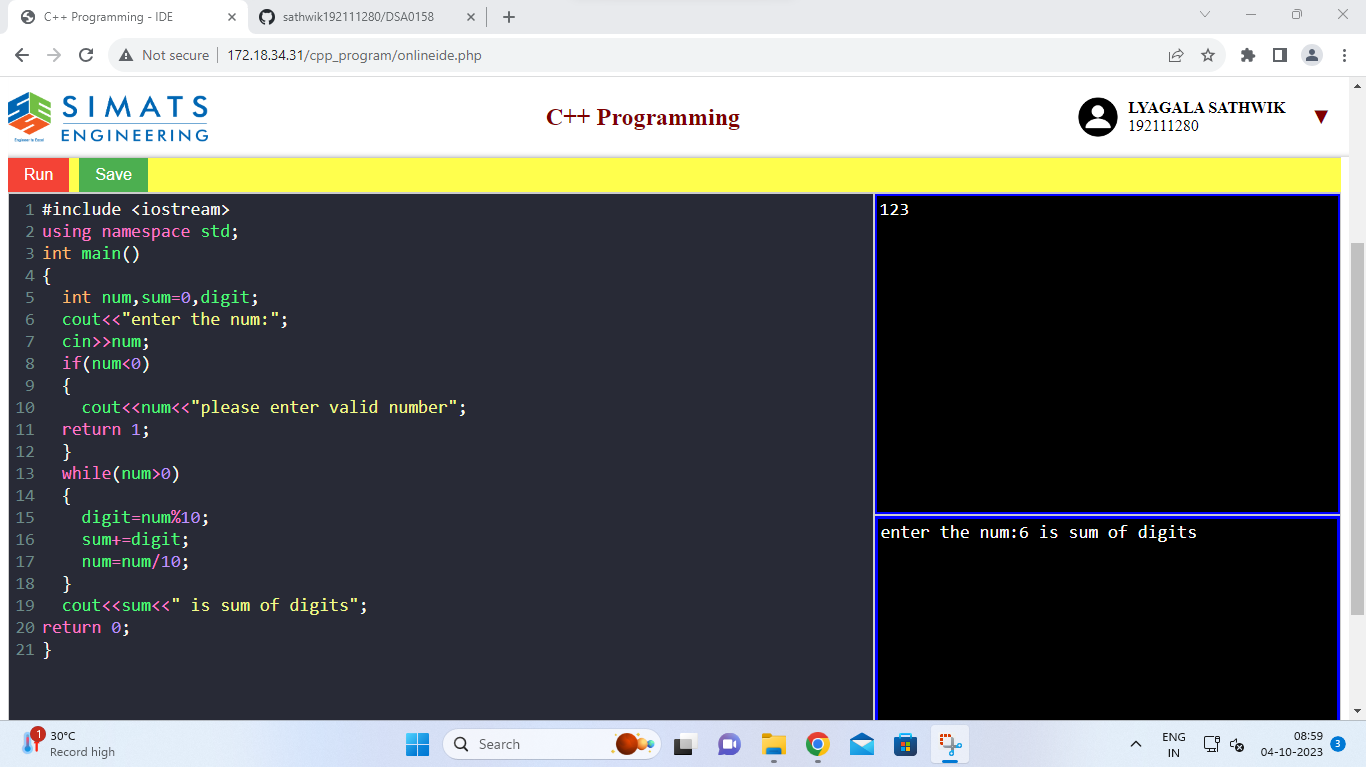 C++ Programming - IDE
sathwik192111280/DSA0158
Not secure
172.18.34.31/cpp_program/onlineide.php
SIMATS
ENGINEERING
Engineer to Excel
C++ Programming
LYAGALA SATHWIK
192111280
Run
Save
1 #include <iostream>
2 using namespace std;
3 int main()
4 {
5   int num,sum=0,digit;
6   cout<<"enter the num:";
7   cin>>num;
8   if(num<0)
9   {
10     cout<<num<<"please enter valid number";
11   return 1;
12   }
13   while(num>0)
14   {
15     digit=num%10;
16     sum+=digit;
17     num=num/10;
18   }
19   cout<<sum<<" is sum of digits";
20 return 0;
21 }
123
enter the num:6 is sum of digits
1
30°C
Record high
Search
ENG
IN
08:59
04-10-2023
3